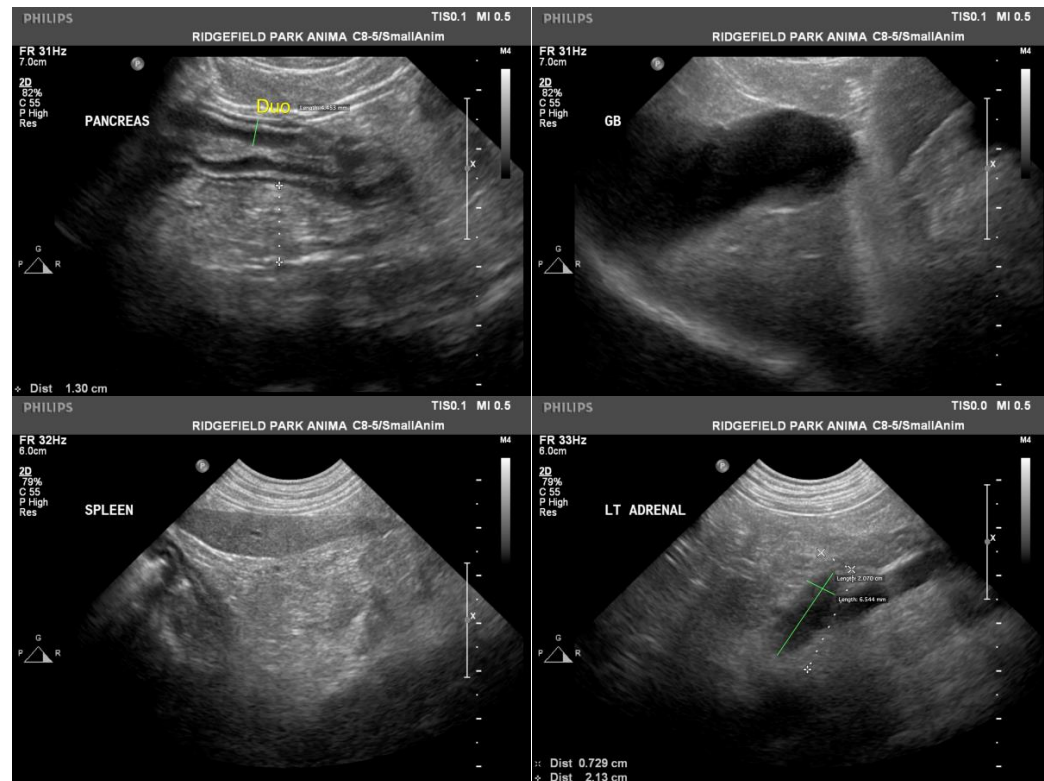 PHILIPS
TIS0.1 MI 0.5
RIDGEFIELD PARK ANIMA C8-5/SmallAnim
FR 31Hz
7.0cm
M4
P
2D
82%
C 55
P High
Res
Duo
Length: 4.463 mm
PANCREAS
X
G
P R
Dist 1.30 cm
PHILIPS
TIS0.1 MI 0.5
RIDGEFIELD PARK ANIMA C8-5/SmallAnim
FR 31Hz
7.0cm
M4
P
2D
82%
C 55
P High
Res
GB
X
G
P R
PHILIPS
TIS0.1 MI 0.5
RIDGEFIELD PARK ANIMA C8-5/SmallAnim
FR 32Hz
6.0cm
M4
P
2D
79%
C 55
P High
Res
SPLEEN
X
G
P R
PHILIPS
TIS0.0 MI 0.5
RIDGEFIELD PARK ANIMA C8-5/SmallAnim
FR 33Hz
6.0cm
M4
P
2D
79%
C 55
P High
Res
LT ADRENAL
X
Length: 2.070 cm
Length: 6.544 mm
G
P R
Dist 0.729 cm
Dist 2.13 cm